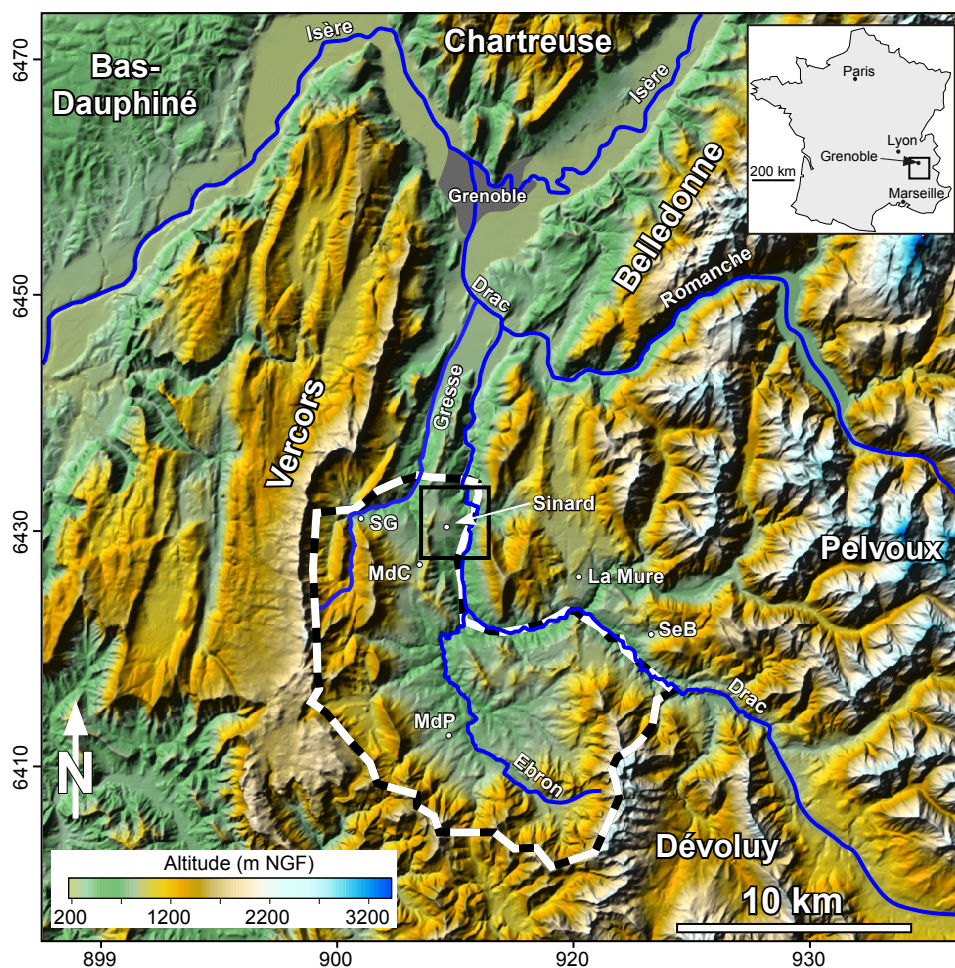 Isère
Chartreuse
Bas-
Dauphiné
Isère
Paris
Lyon
Grenoble
200 km
Marseille
Grenoble
Belledonne
Romanche
Drac
Gresse
Vercors
SG
Sinard
MdC
La Mure
Pelvoux
SeB
Drac
MdP
Ebron
N
Dévoluy
Altitude (m NGF)
200 1200 2200 3200
10 km
6470
6450
6430
6410
899 900 920 930